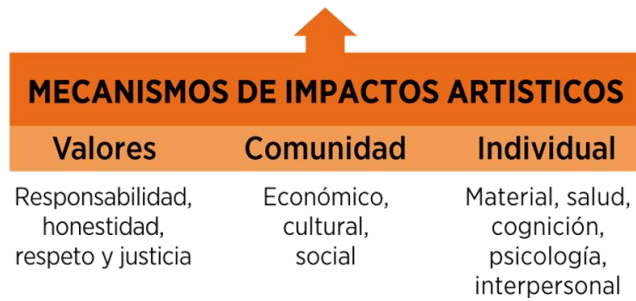 MECANISMOS DE IMPACTOS ARTISTICOS
Valores
Responsabilidad,
honestidad,
respeto y justicia
Comunidad
Económico,
cultural,
social
Individual
Material, salud,
cognición,
psicología,
interpersonal